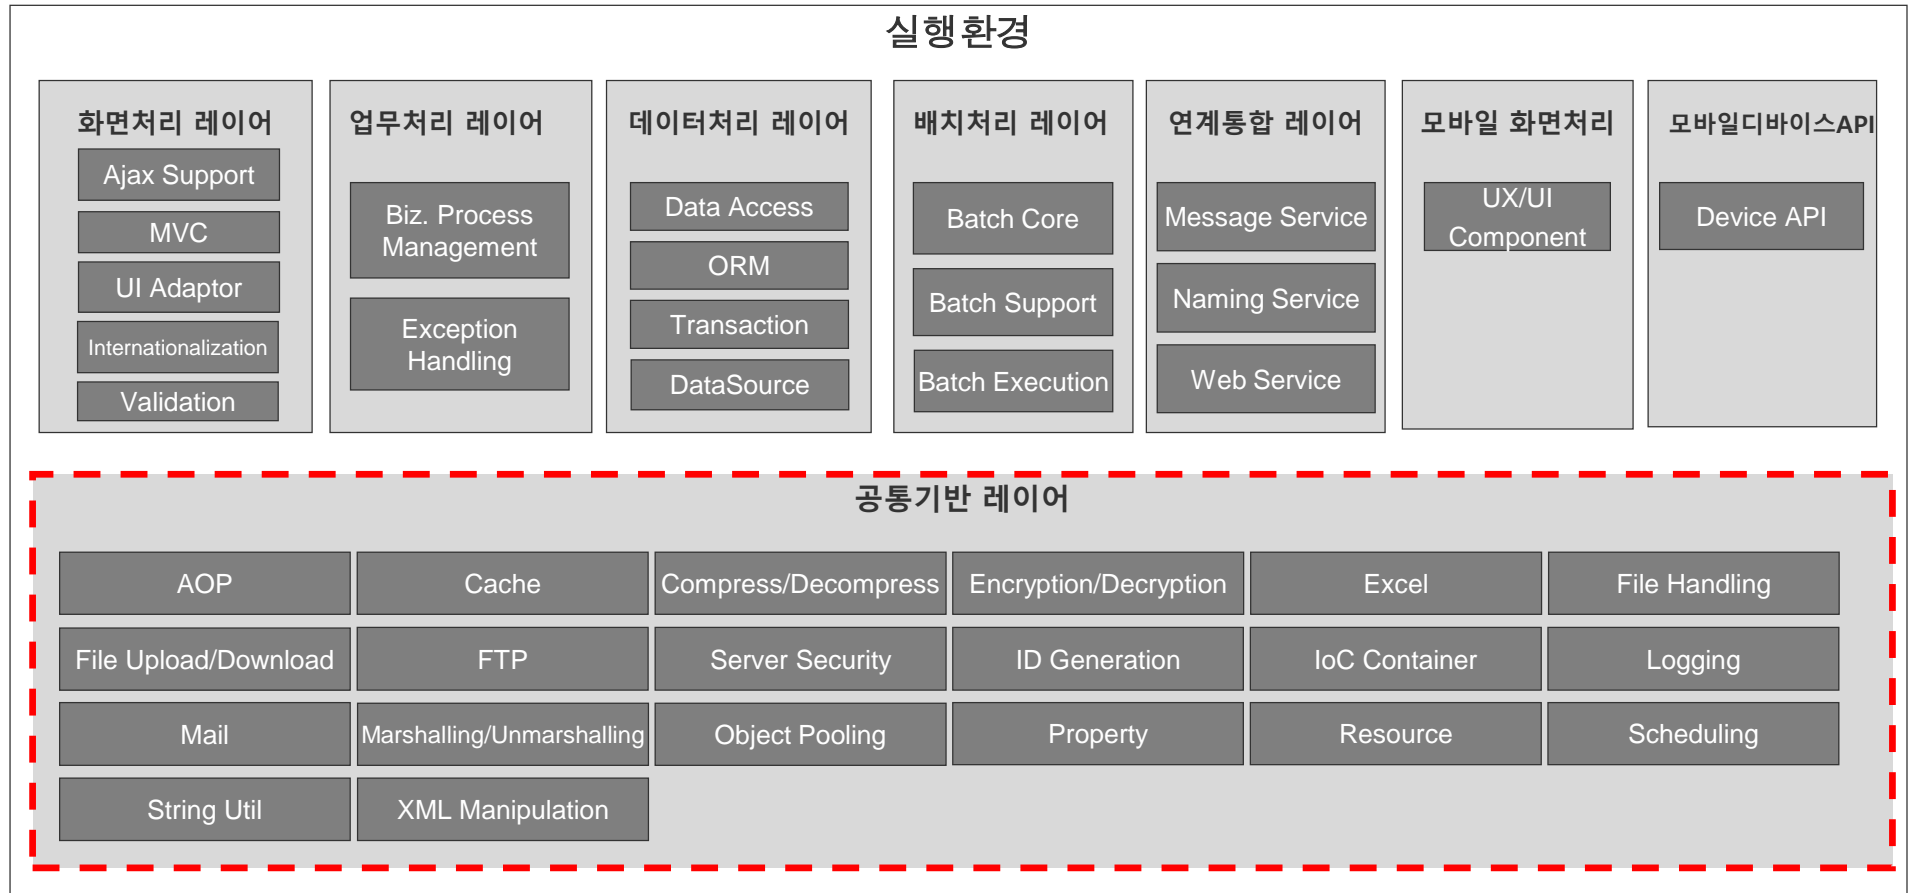 실행환경
화면처리 레이어
Ajax Support
MVC
UI Adaptor
Internationalization
Validation
업무처리 레이어
Biz. Process
Management
Exception
Handling
데이터처리 레이어
Data Access
ORM
Transaction
DataSource
배치처리 레이어
Batch Core
Batch Support
Batch Execution
연계통합 레이어
Message Service
Naming Service
Web Service
모바일 화면처리
UX/UI
Component
모바일디바이스API
Device API
공통기반 레이어
AOP
Cache
Compress/Decompress
Encryption/Decryption
Excel
File Handling
File Upload/Download
FTP
Server Security
ID Generation
IoC Container
Logging
Mail
Marshalling/Unmarshalling
Object Pooling
Property
Resource
Scheduling
String Util
XML Manipulation